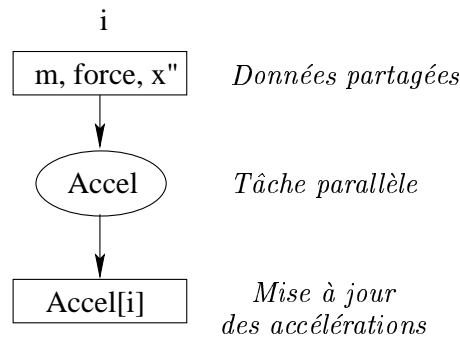 i
m, force, x" Données partagées
Accel Tâche parallèle
Accel[i] Mise à jour
des accélérations